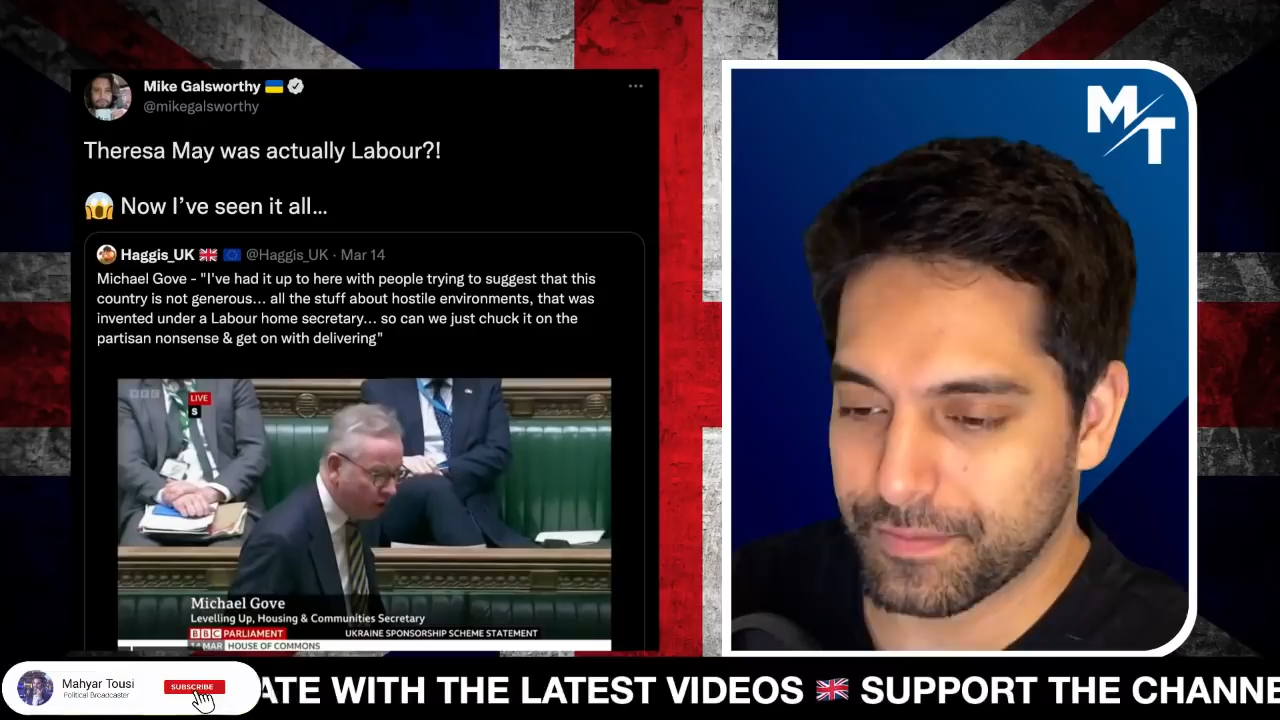 Mike Galsworthy
@mikegalsworthy
Theresa May was actually Labour?!
😱 Now I've seen it all...
Haggis_UK 🇬🇧 🇪🇺 @Haggis_UK · Mar 14
Michael Gove - "I've had it up to here with people trying to suggest that this
country is not generous... all the stuff about hostile environments, that was
invented under a Labour home secretary... so can we just chuck it on the
partisan nonsense & get on with delivering"
BBC
LIVE
S
Michael Gove
Levelling Up, Housing & Communities Secretary
BBC PARLIAMENT UKRAINE SPONSORSHIP SCHEME STATEMENT
14 MAR HOUSE OF COMMONS
M/T
Mahyar Tousi
Political Broadcaster
SUBSCRIBE
ATE WITH THE LATEST VIDEOS 🇬🇧 SUPPORT THE CHANNE